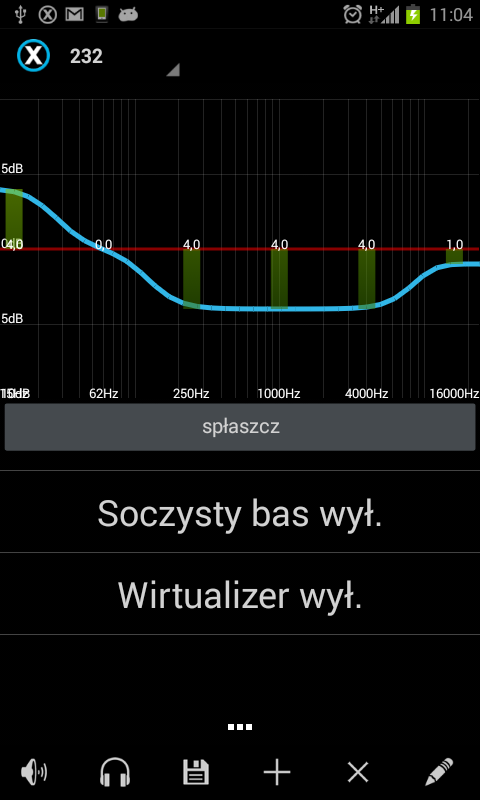 11:04
H+
X 232
5dB
0dB
4,0 0,0 4,0 4,0 4,0 1,0
5dB
62Hz 250Hz 1000Hz 4000Hz 16000Hz
spłaszcz
Soczysty bas wył.
Wirtualizer wył.